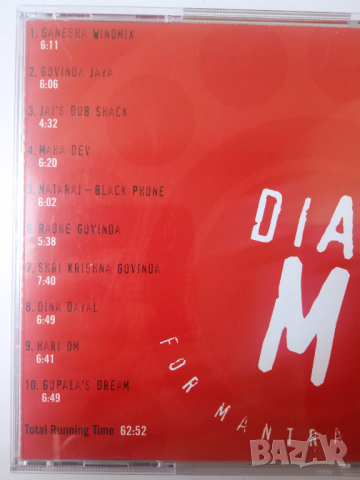 1. GANESHA WINDMIX
6:11
2. GOVINDA JAYA
6:06
3. JAI'S DUB SHACK
4:32
4. MAHA DEV
6:20
5. NATARAJ – BLACK PHONE
6:02
6. RADHE GOVINDA
5:38
7. SHRI KRISHNA GOVINDA
7:40
8. DINA DAYAL
6:49
9. HARI OM
6:41
10. GOPALA'S DREAM
6:49
Total Running Time 62:52
DIA
M
FOR MANTRA
bazar.bg